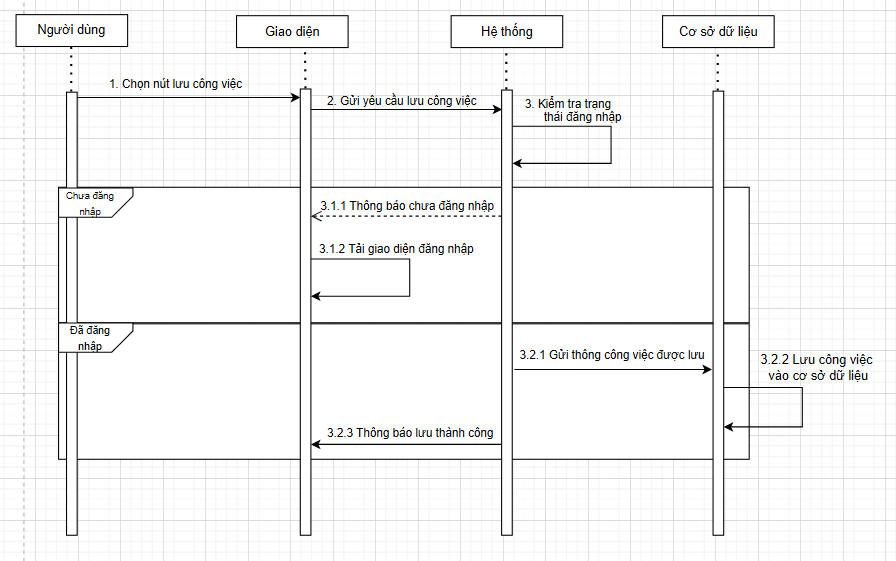 Người dùng
Giao diện
Hệ thống
Cơ sở dữ liệu
1. Chọn nút lưu công việc
2. Gửi yêu cầu lưu công việc
3. Kiểm tra trạng
thái đăng nhập
Chưa đăng
nhập
3.1.1 Thông báo chưa đăng nhập
3.1.2 Tải giao diện đăng nhập
Đã đăng
nhập
3.2.1 Gửi thông công việc được lưu
3.2.2 Lưu công việc
vào cơ sở dữ liệu
3.2.3 Thông báo lưu thành công